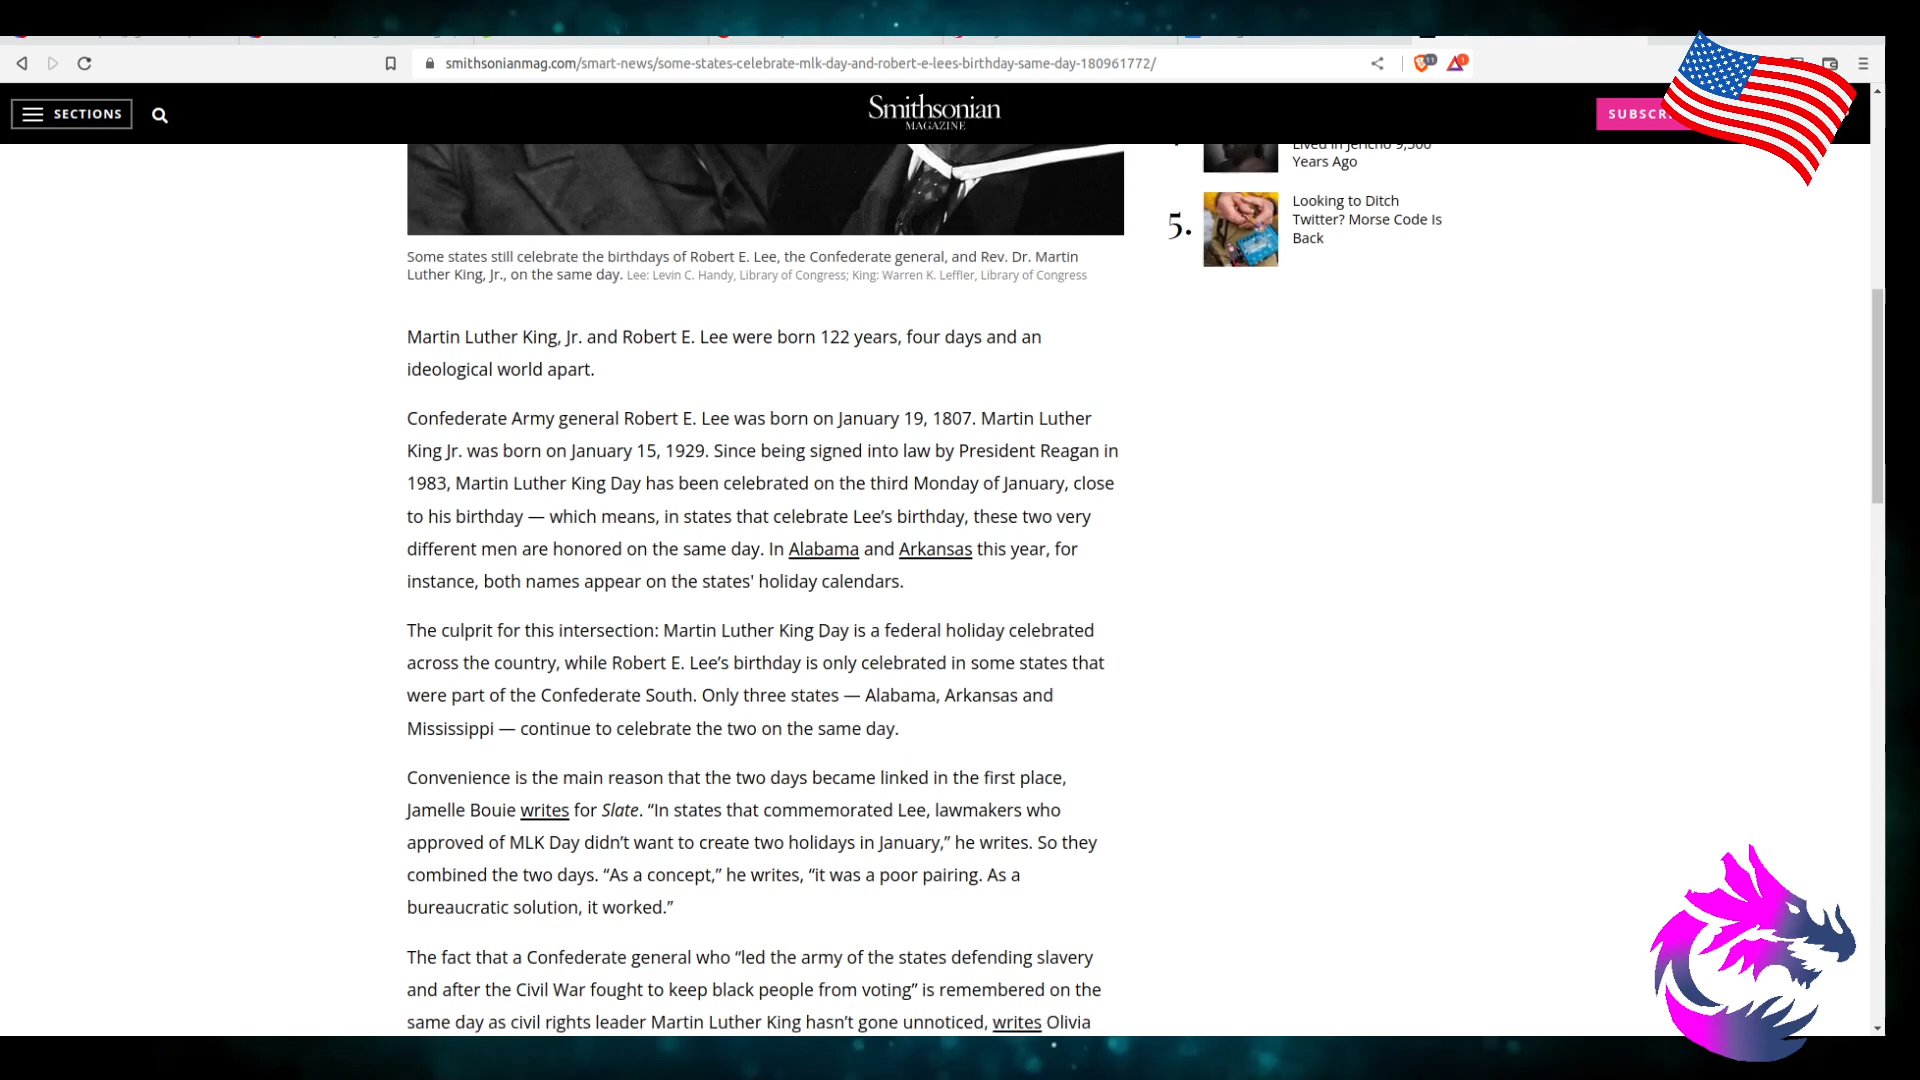 smithsonianmag.com/smart-news/some-states-celebrate-mlk-day-and-robert-e-lees-birthday-same-day-180961772/
11
1
SECTIONS
Smithsonian
MAGAZINE
Lived in Jericho 9,500
Years Ago
5.
Looking to Ditch
Twitter? Morse Code Is
Back
Some states still celebrate the birthdays of Robert E. Lee, the Confederate general, and Rev. Dr. Martin
Luther King, Jr., on the same day. Lee: Levin C. Handy, Library of Congress; King: Warren K. Leffler, Library of Congress
Martin Luther King, Jr. and Robert E. Lee were born 122 years, four days and an
ideological world apart.
Confederate Army general Robert E. Lee was born on January 19, 1807. Martin Luther
King Jr. was born on January 15, 1929. Since being signed into law by President Reagan in
1983, Martin Luther King Day has been celebrated on the third Monday of January, close
to his birthday — which means, in states that celebrate Lee’s birthday, these two very
different men are honored on the same day. In Alabama and Arkansas this year, for
instance, both names appear on the states' holiday calendars.
The culprit for this intersection: Martin Luther King Day is a federal holiday celebrated
across the country, while Robert E. Lee’s birthday is only celebrated in some states that
were part of the Confederate South. Only three states — Alabama, Arkansas and
Mississippi — continue to celebrate the two on the same day.
Convenience is the main reason that the two days became linked in the first place,
Jamelle Bouie writes for Slate. “In states that commemorated Lee, lawmakers who
approved of MLK Day didn’t want to create two holidays in January,” he writes. So they
combined the two days. “As a concept,” he writes, “it was a poor pairing. As a
bureaucratic solution, it worked.”
The fact that a Confederate general who “led the army of the states defending slavery
and after the Civil War fought to keep black people from voting” is remembered on the
same day as civil rights leader Martin Luther King hasn’t gone unnoticed, writes Olivia